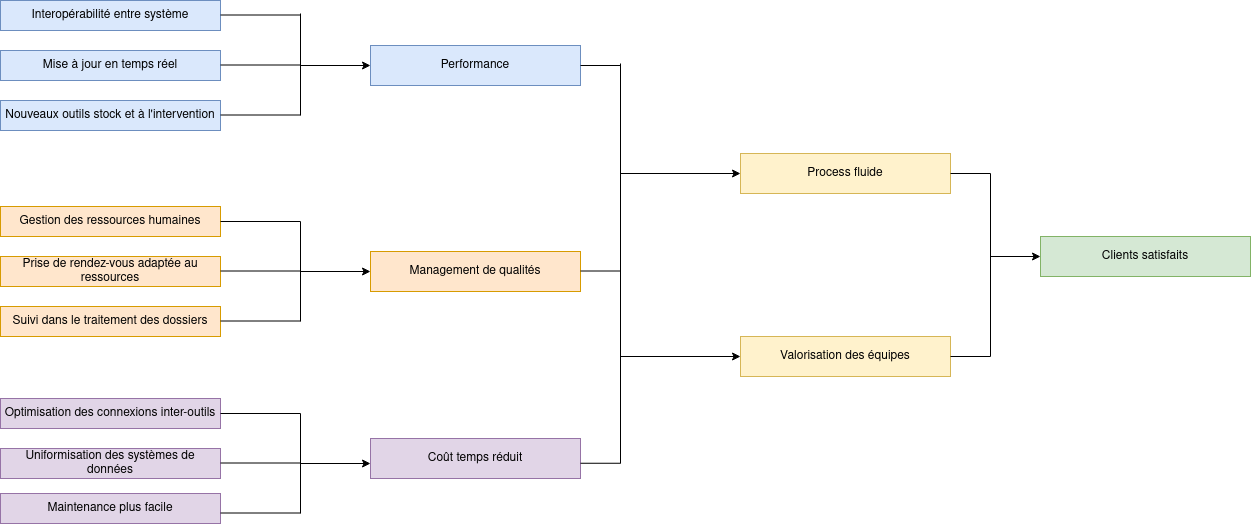 Interopérabilité entre système
Mise à jour en temps réel
Nouveaux outils stock et à l'intervention
Performance
Process fluide
Gestion des ressources humaines
Prise de rendez-vous adaptée au
ressources
Suivi dans le traitement des dossiers
Management de qualités
Clients satisfaits
Valorisation des équipes
Optimisation des connexions inter-outils
Uniformisation des systèmes de
données
Maintenance plus facile
Coût temps réduit